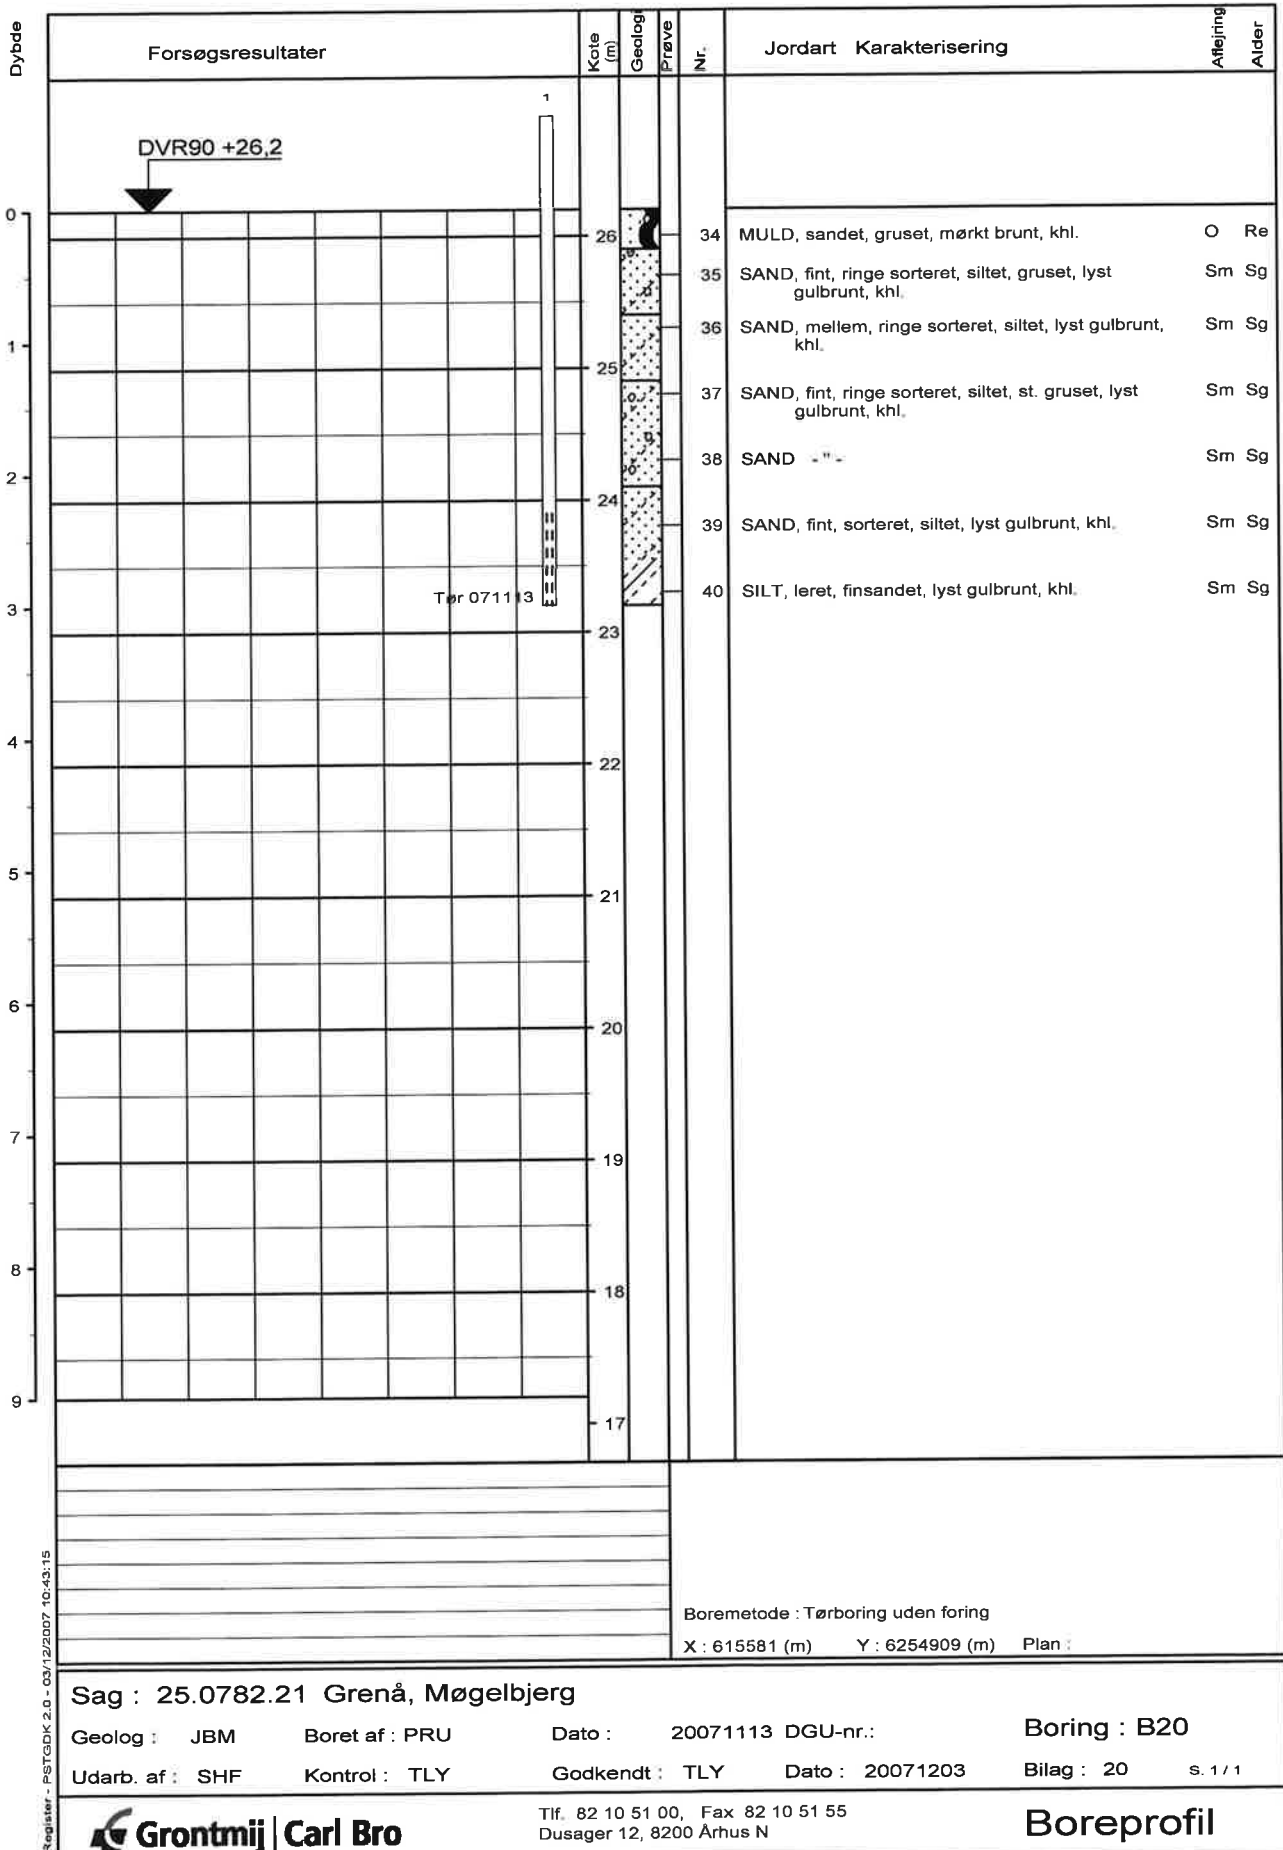 Dybde
Forsøgsresultater
Kote (m)
Geologi
Prøve
Nr.
Jordart Karakterisering
Aflejring
Alder
1
DVR90 +26,2
0
26
34 MULD, sandet, gruset, mørkt brunt, khl. O Re
35 SAND, fint, ringe sorteret, siltet, gruset, lyst Sm Sg
gulbrunt, khl.
36 SAND, mellem, ringe sorteret, siltet, lyst gulbrunt, Sm Sg
khl.
1
25
37 SAND, fint, ringe sorteret, siltet, st. gruset, lyst Sm Sg
gulbrunt, khl.
38 SAND -"- Sm Sg
2
24
39 SAND, fint, sorteret, siltet, lyst gulbrunt, khl. Sm Sg
40 SILT, leret, finsandet, lyst gulbrunt, khl. Sm Sg
Tør 071113
3
23
4
22
5
21
6
20
7
19
8
18
9
17
Boremetode : Tørboring uden foring
X : 615581 (m) Y : 6254909 (m) Plan :
Register - PSTGDK 2.0 - 03/12/2007 10:43:15
Sag : 25.0782.21 Grenå, Møgelbjerg
Geolog : JBM Boret af : PRU Dato : 20071113 DGU-nr.: Boring : B20
Udarb. af : SHF Kontrol : TLY Godkendt : TLY Dato : 20071203 Bilag : 20 S. 1 / 1
Grontmij | Carl Bro
Tlf. 82 10 51 00, Fax 82 10 51 55
Dusager 12, 8200 Århus N
Boreprofil